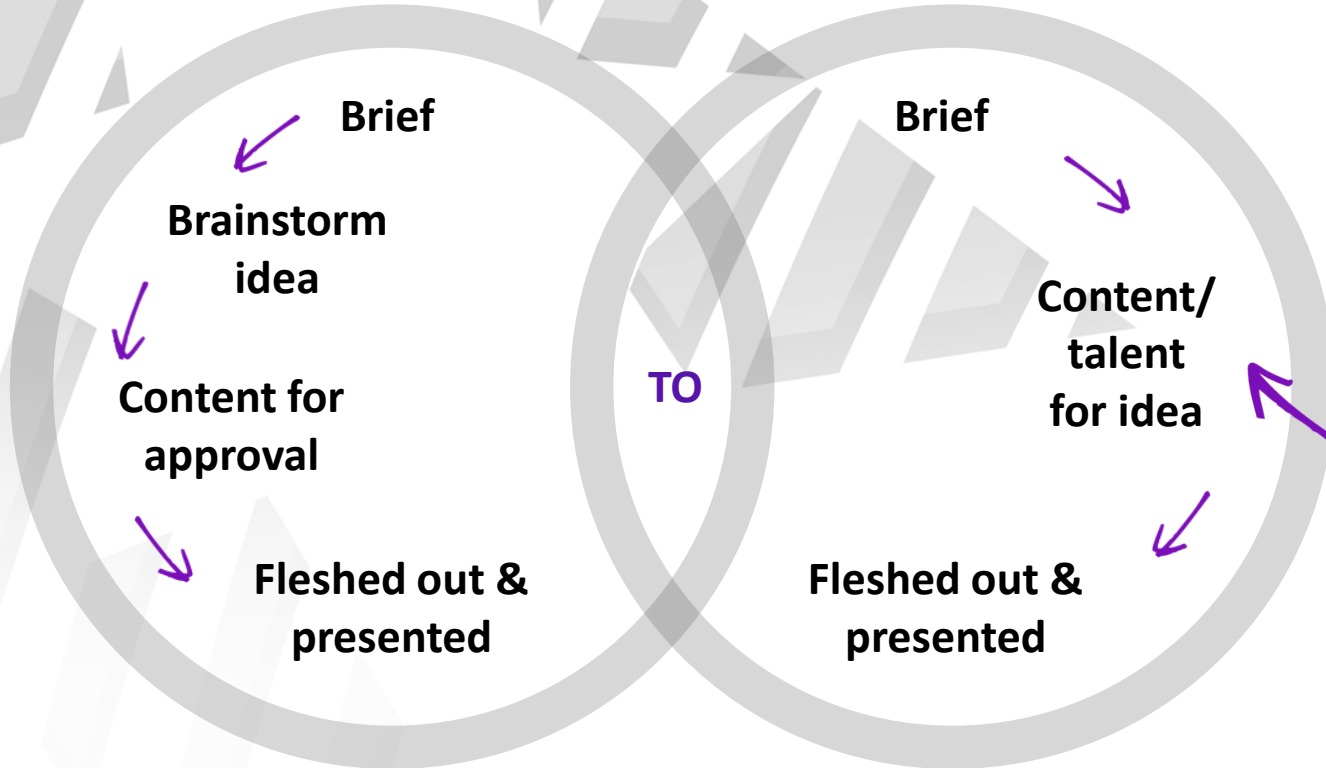 Brief
Brainstorm
idea
Content for
approval
Fleshed out &
presented
TO
Brief
Content/
talent
for idea
Fleshed out &
presented